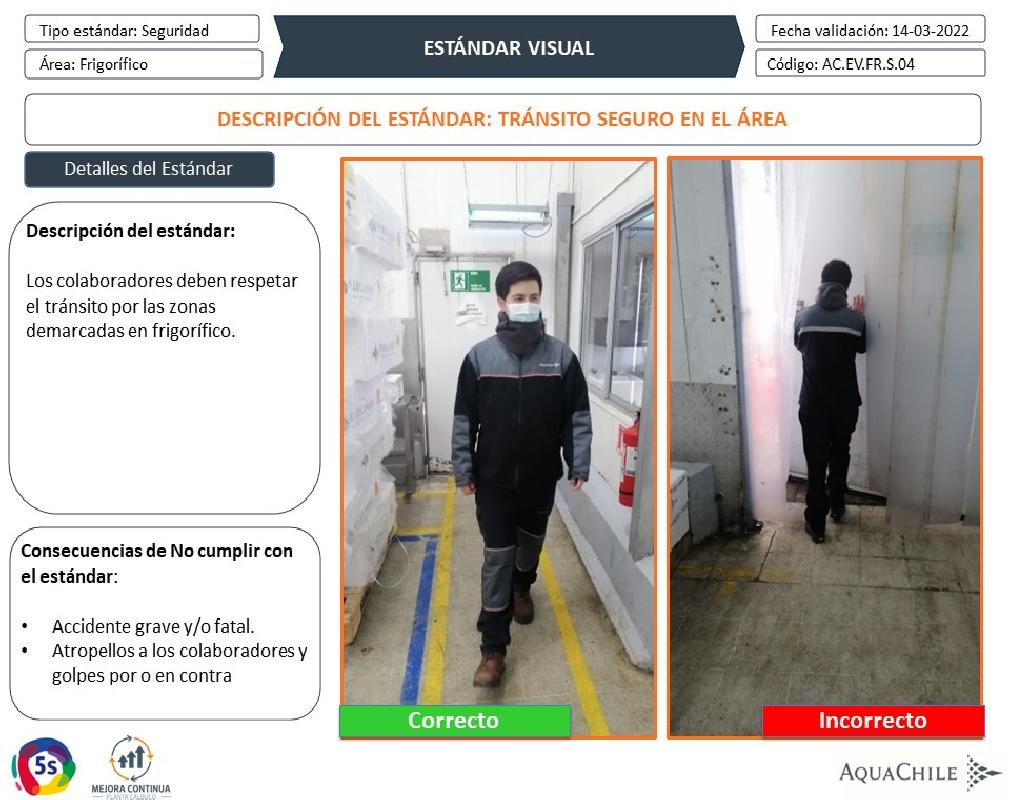 Tipo estándar: Seguridad
Área: Frigorífico
ESTÁNDAR VISUAL
Fecha validación: 14-03-2022
Código: AC.EV.FR.S.04
DESCRIPCIÓN DEL ESTÁNDAR: TRÁNSITO SEGURO EN EL ÁREA
Detalles del Estándar
Descripción del estándar:
Los colaboradores deben respetar
el tránsito por las zonas
demarcadas en frigorífico.
Consecuencias de No cumplir con
el estándar:
• Accidente grave y/o fatal.
• Atropellos a los colaboradores y
golpes por o en contra
Correcto
Incorrecto
5s
MEJORA CONTINUA
PLANTA CALBUCO
AQUACHILE